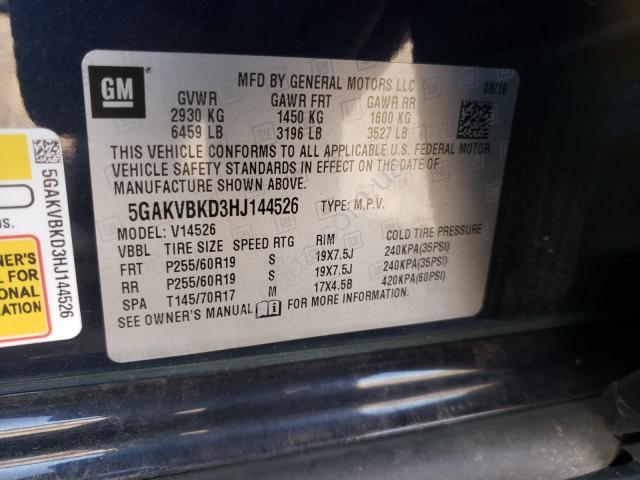 GM
MFD BY GENERAL MOTORS LLC
08/16
GVWR GAWR FRT GAWR RR
2930 KG 1450 KG 1600 KG
6459 LB 3196 LB 3527 LB
THIS VEHICLE CONFORMS TO ALL APPLICABLE U.S. FEDERAL MOTOR
VEHICLE SAFETY STANDARDS IN EFFECT ON THE DATE OF
MANUFACTURE SHOWN ABOVE.
5GAKVBKD3HJ144526 TYPE: M.P.V.
MODEL: V14526
VBBL TIRE SIZE SPEED RTG RIM COLD TIRE PRESSURE
FRT P255/60R19 S 19X7.5J 240KPA(35PSI)
RR P255/60R19 S 19X7.5J 240KPA(35PSI)
SPA T145/70R17 M 17X4.5B 420KPA(60PSI)
SEE OWNER'S MANUAL FOR MORE INFORMATION.
5GAKVBKD3HJ144526
OWNER'S
FOR
ONAL
MATION